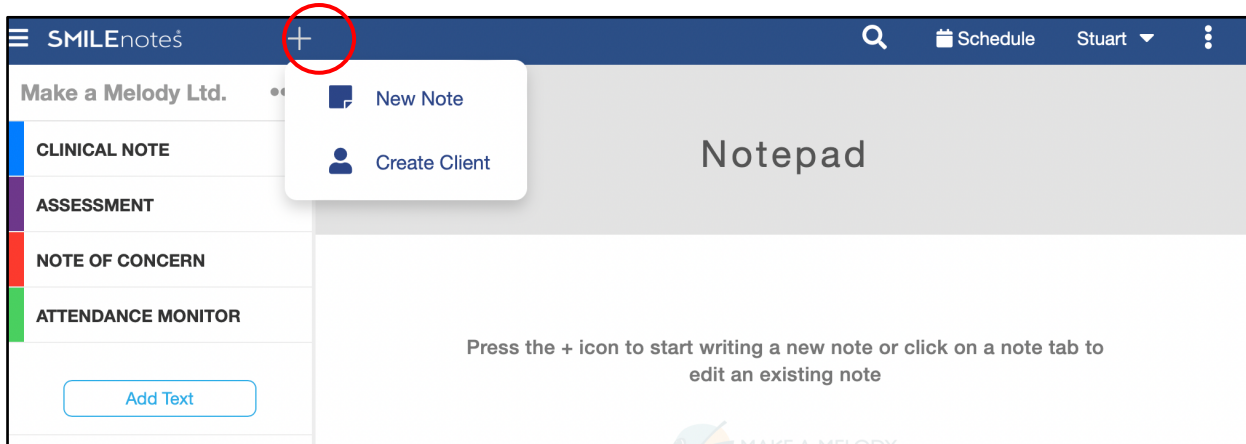 SMILEnotes
Schedule
Stuart
Make a Melody Ltd.
New Note
Create Client
CLINICAL NOTE
ASSESSMENT
NOTE OF CONCERN
ATTENDANCE MONITOR
Add Text
Notepad
Press the + icon to start writing a new note or click on a note tab to
edit an existing note
MAKE A MELODY